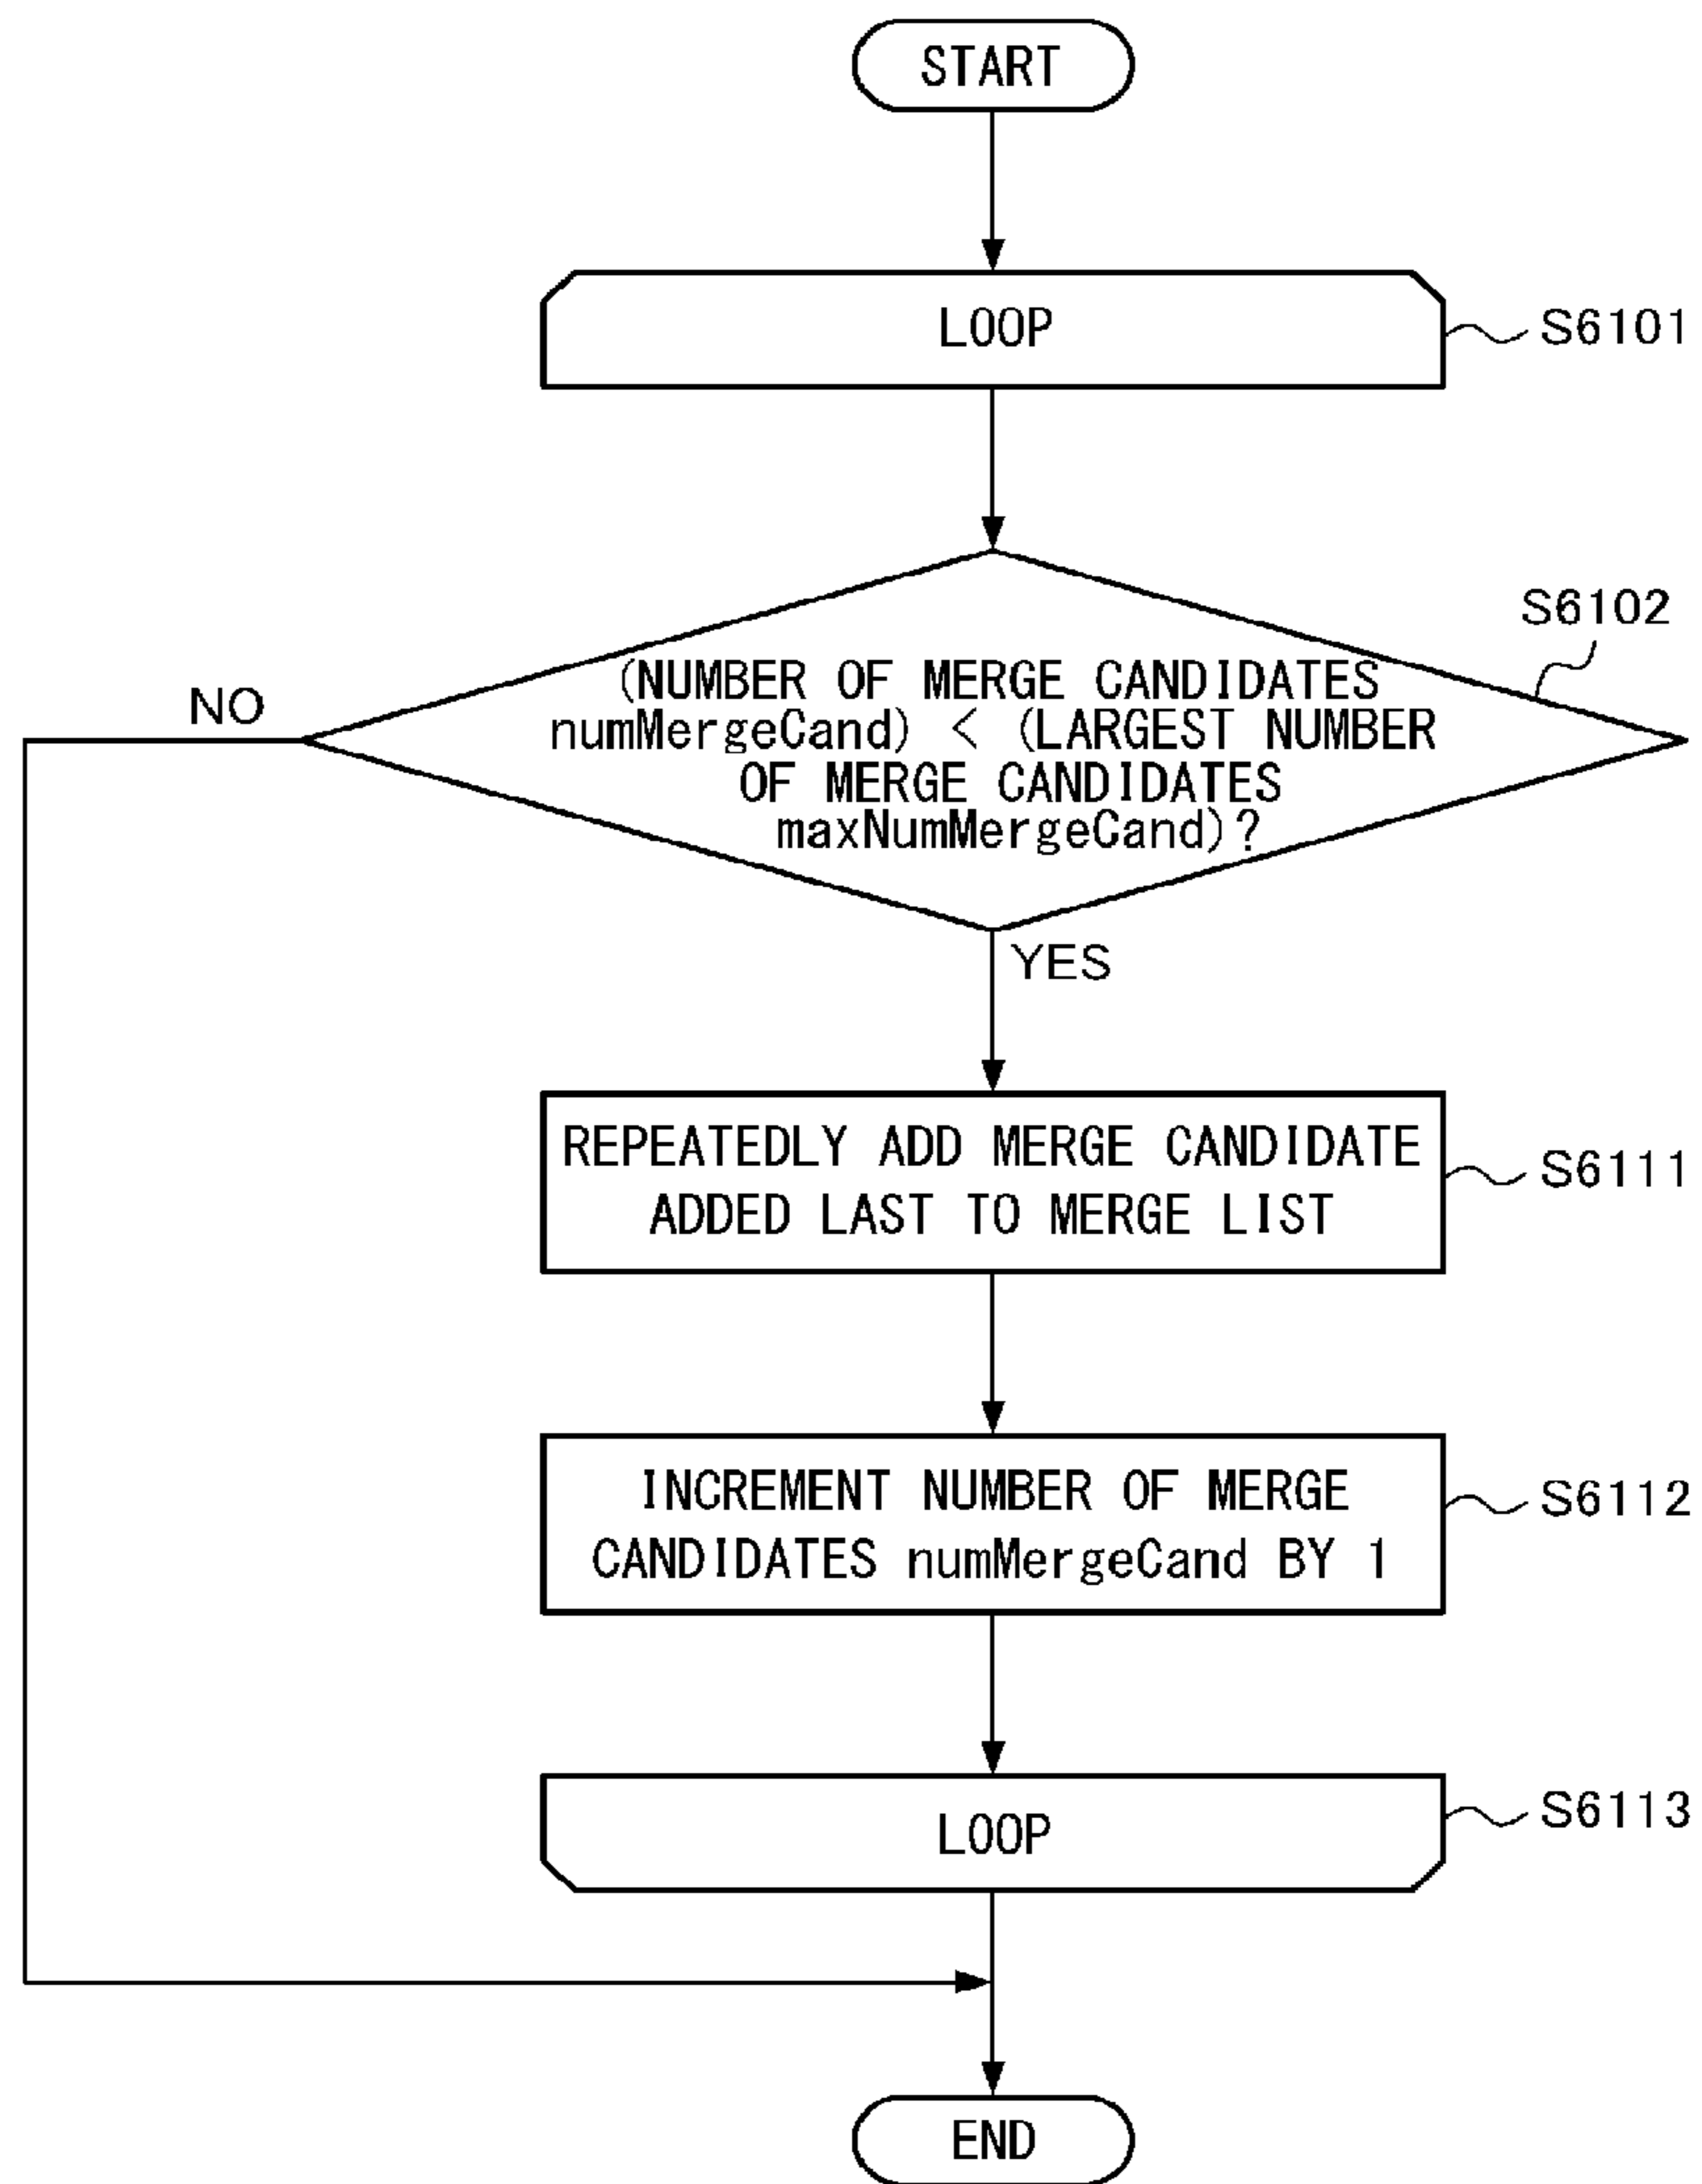 START
LOOP
S6101
S6102
(NUMBER OF MERGE CANDIDATES
numMergeCand) < (LARGEST NUMBER
OF MERGE CANDIDATES
maxNumMergeCand)?
NO
YES
REPEATEDLY ADD MERGE CANDIDATE
ADDED LAST TO MERGE LIST
S6111
INCREMENT NUMBER OF MERGE
CANDIDATES numMergeCand BY 1
S6112
LOOP
S6113
END